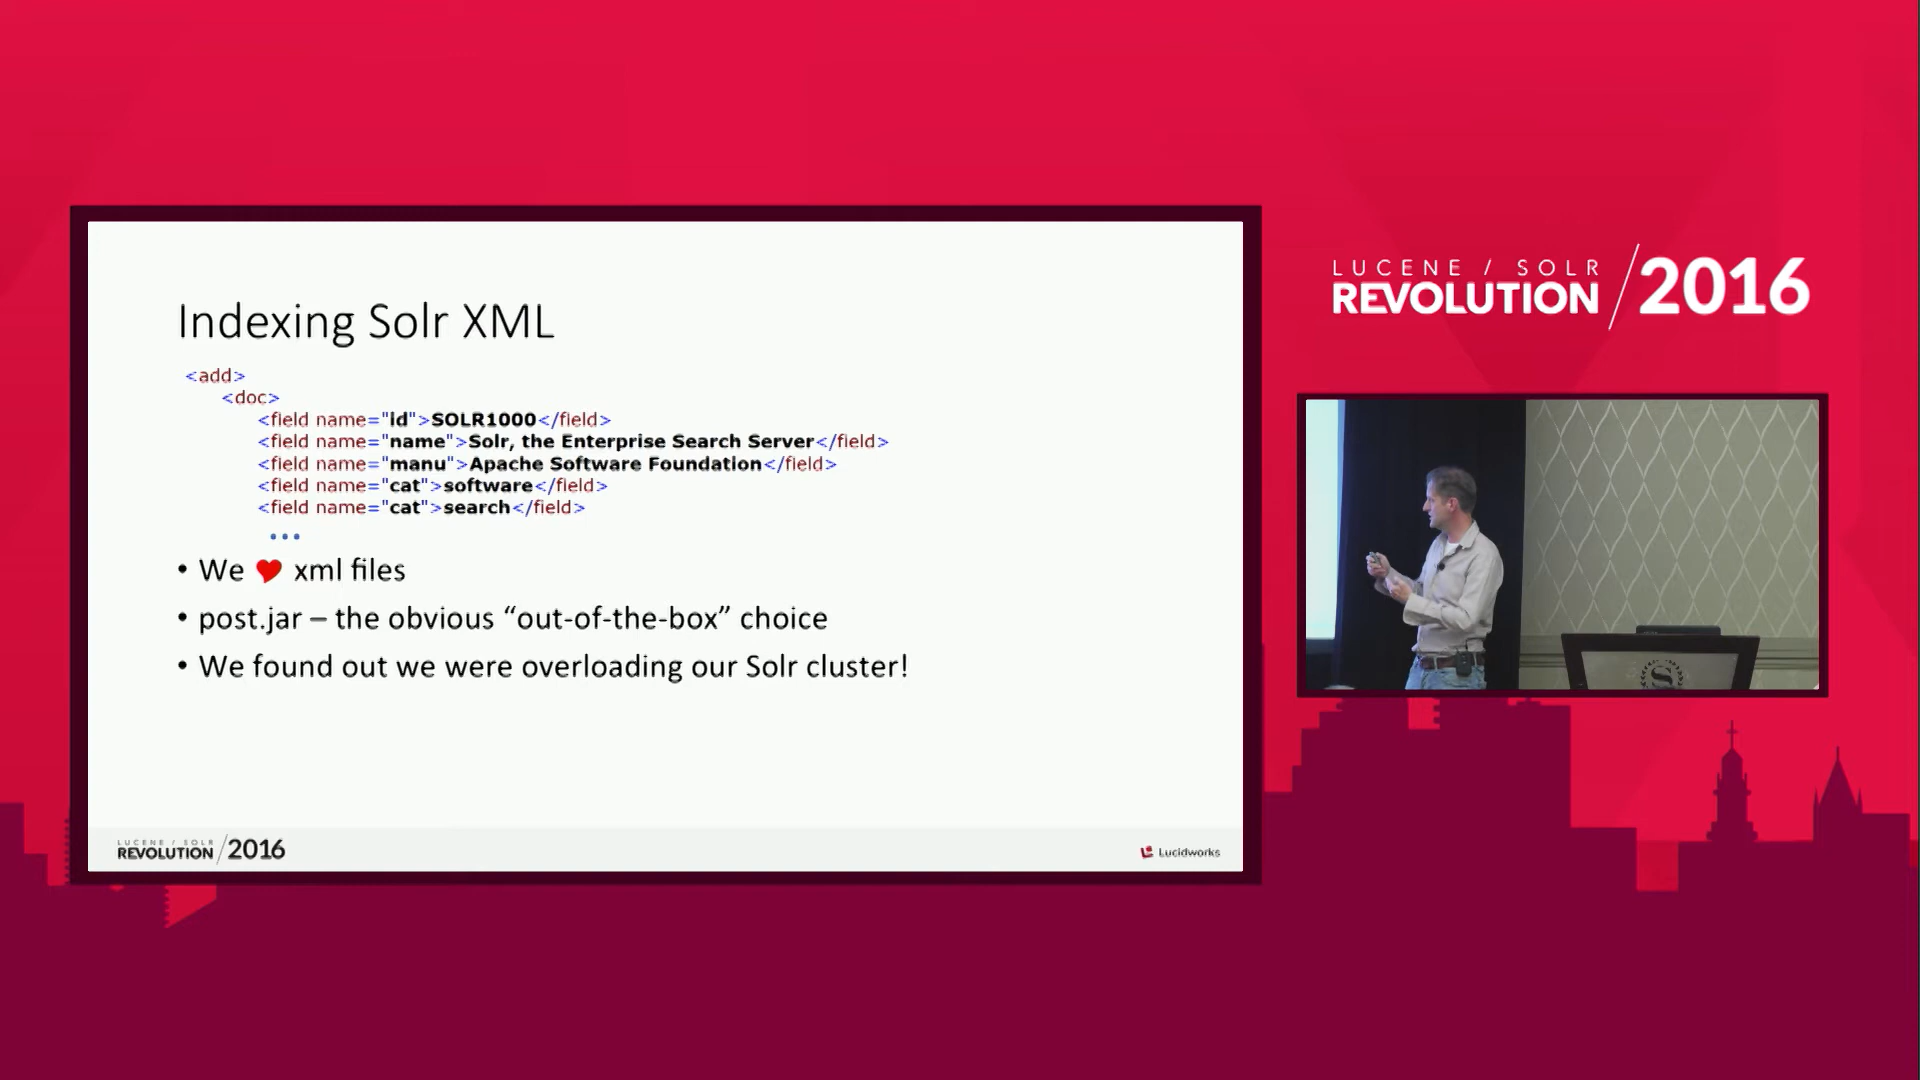 Indexing Solr XML
<add>
<doc>
<field name="id">SOLR1000</field>
<field name="name">Solr, the Enterprise Search Server</field>
<field name="manu">Apache Software Foundation</field>
<field name="cat">software</field>
<field name="cat">search</field>
...
• We ❤ xml files
• post.jar – the obvious “out-of-the-box” choice
• We found out we were overloading our Solr cluster!
LUCENE / SOLR
REVOLUTION /2016
Lucidworks
LUCENE / SOLR
REVOLUTION /2016
S